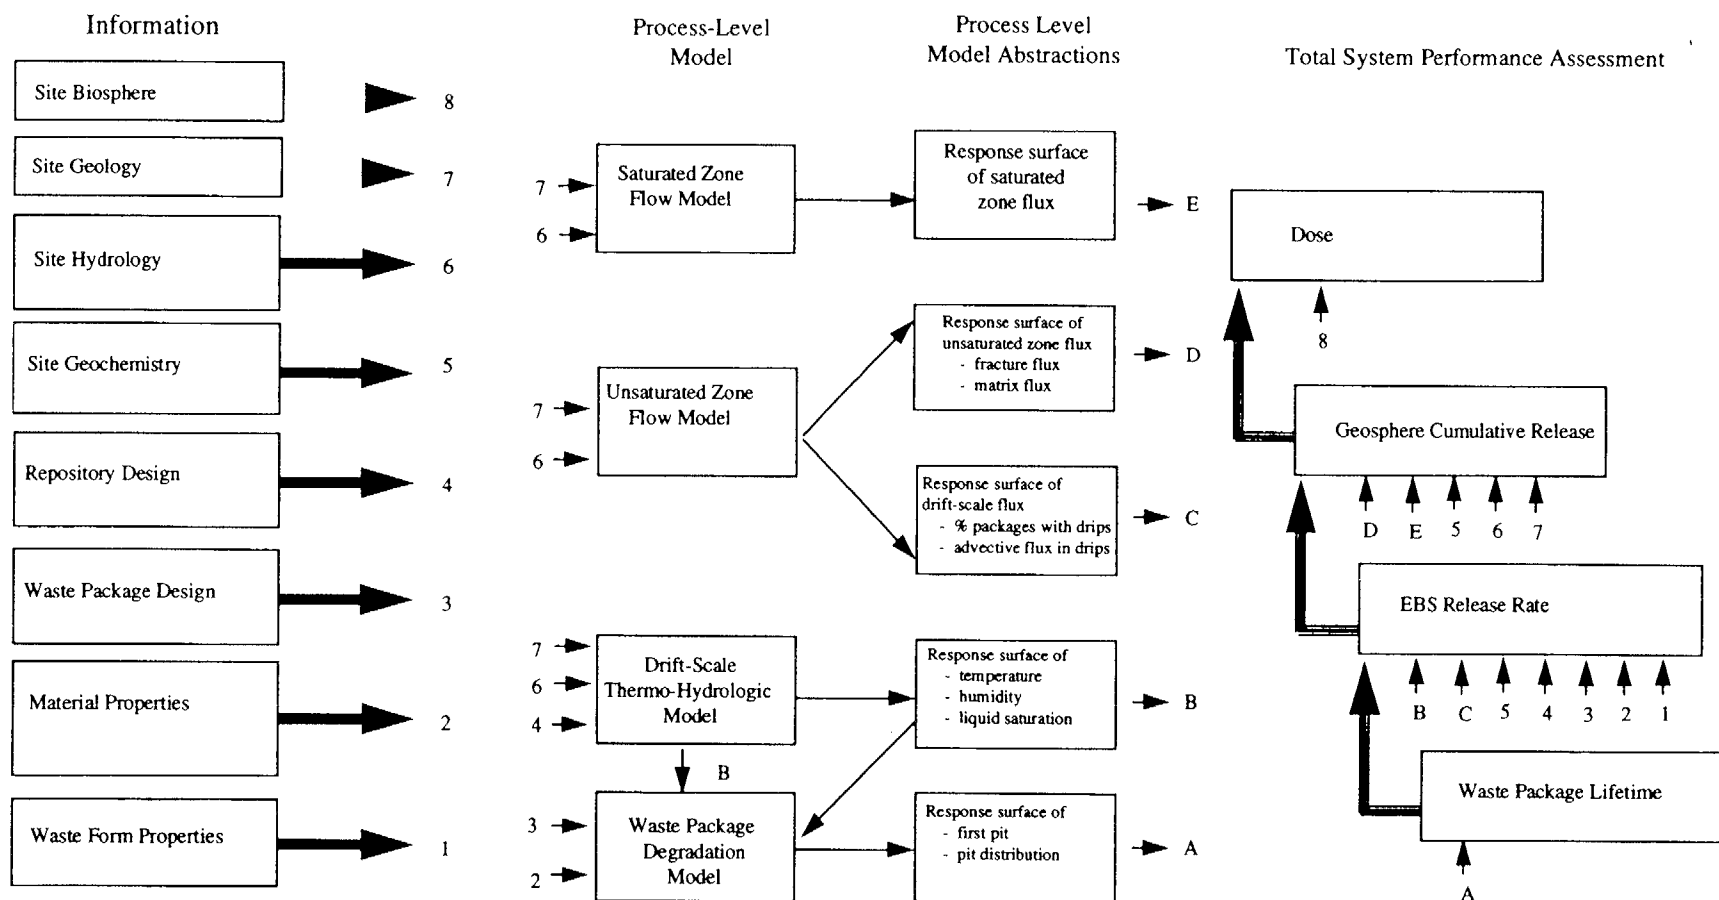 Information
Process-Level
Model
Process Level
Model Abstractions
Total System Performance Assessment
Site Biosphere
8
Site Geology
7
Site Hydrology
6
Site Geochemistry
5
Repository Design
4
Waste Package Design
3
Material Properties
2
Waste Form Properties
1
7
6
Saturated Zone
Flow Model
Response surface
of saturated
zone flux
E
7
6
Unsaturated Zone
Flow Model
Response surface of
unsaturated zone flux
- fracture flux
- matrix flux
D
Response surface of
drift-scale flux
- % packages with drips
- advective flux in drips
C
7
6
4
Drift-Scale
Thermo-Hydrologic
Model
B
Response surface of
- temperature
- humidity
- liquid saturation
B
3
2
Waste Package
Degradation
Model
Response surface of
- first pit
- pit distribution
A
Dose
8
Geosphere Cumulative Release
D E 5 6 7
EBS Release Rate
B C 5 4 3 2 1
Waste Package Lifetime
A